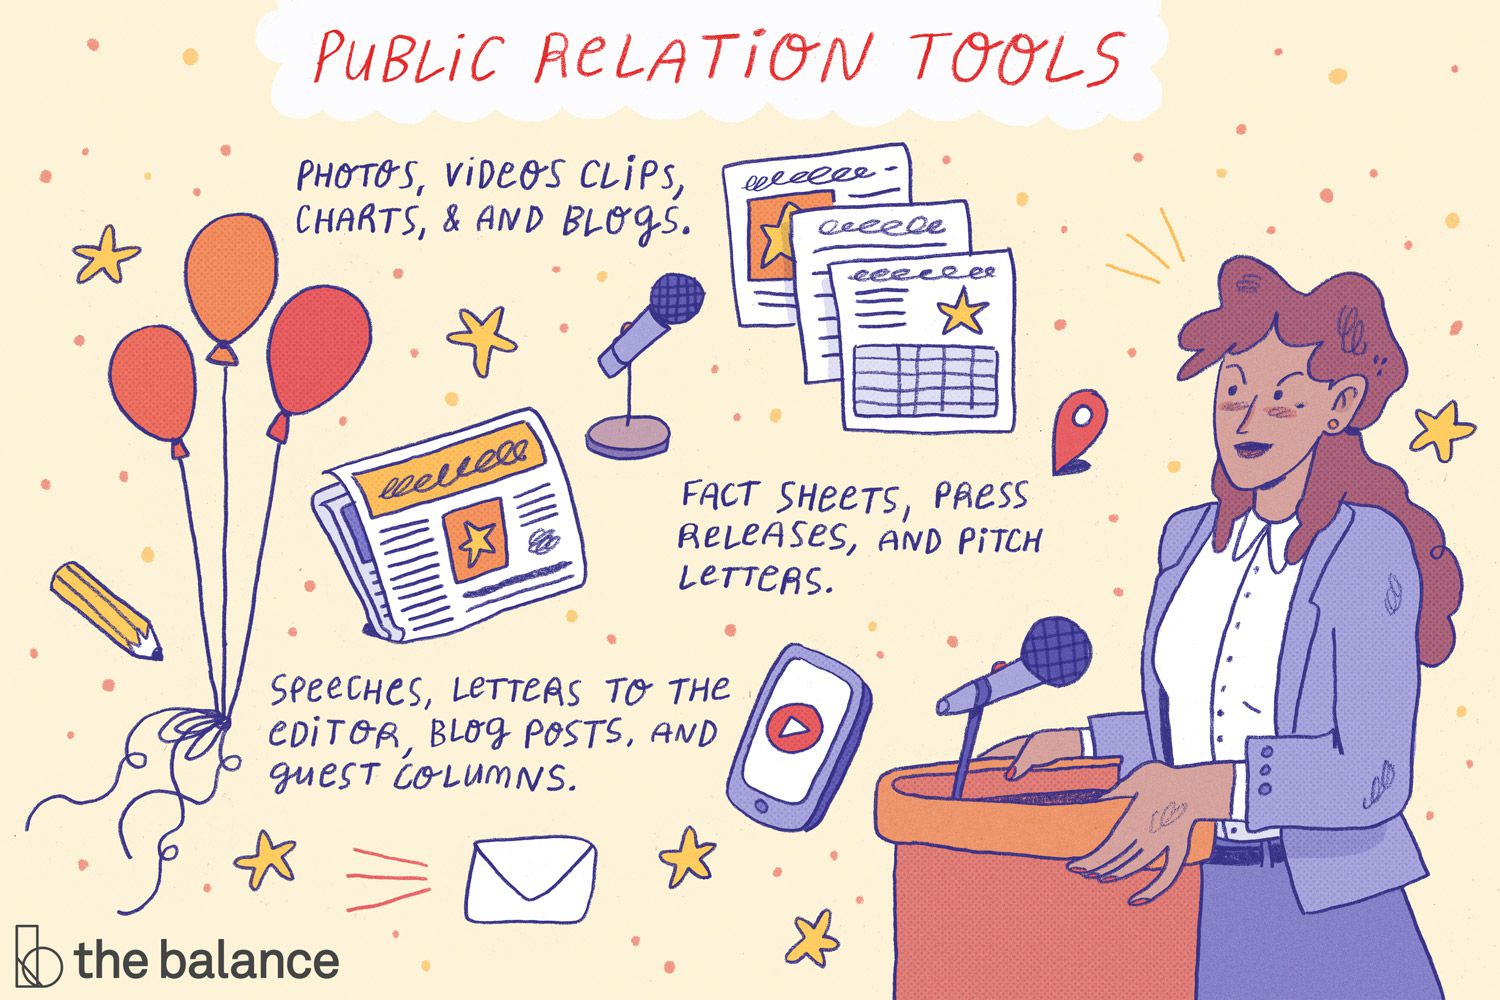 PUBLIC RELATION TOOLS
PHOTOS, VIDEOS CLIPS,
CHARTS, & AND BLOGS.
FACT SHEETS, PRESS
RELEASES, AND PITCH
LETTERS.
SPEECHES, LETTERS TO THE
EDITOR, BLOG POSTS, AND
GUEST COLUMNS.
the balance